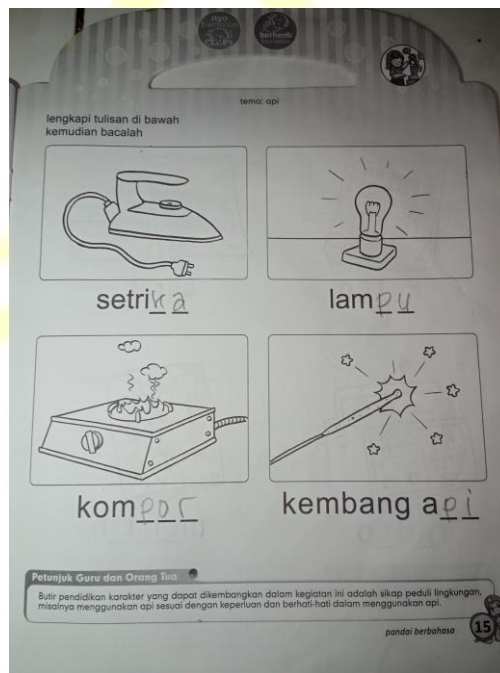 ayo
berhenti
tema: api
lengkapi tulisan di bawah
kemudian bacalah
setrika
lampu
kompor
kembang api
Petunjuk Guru dan Orang Tua
Butir pendidikan karakter yang dapat dikembangkan dalam kegiatan ini adalah sikap peduli lingkungan,
misalnya menggunakan api sesuai dengan keperluan dan berhati-hati dalam menggunakan api.
pandai berbahasa
15